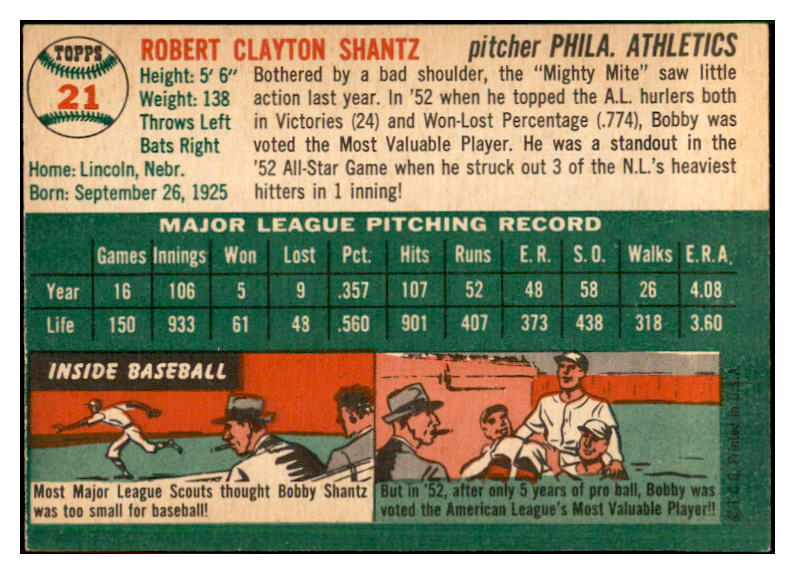 TOPPS
21
ROBERT CLAYTON SHANTZ pitcher PHILA. ATHLETICS
Height: 5' 6"
Weight: 138
Throws Left
Bats Right
Home: Lincoln, Nebr.
Born: September 26, 1925
Bothered by a bad shoulder, the "Mighty Mite" saw little
action last year. In '52 when he topped the A.L. hurlers both
in Victories (24) and Won-Lost Percentage (.774), Bobby was
voted the Most Valuable Player. He was a standout in the
'52 All-Star Game when he struck out 3 of the N.L.'s heaviest
hitters in 1 inning!
MAJOR LEAGUE PITCHING RECORD
Games Innings Won Lost Pct. Hits Runs E.R. S.O. Walks E.R.A.
Year 16 106 5 9 .357 107 52 48 58 26 4.08
Life 150 933 61 48 .560 901 407 373 438 318 3.60
INSIDE BASEBALL
Most Major League Scouts thought Bobby Shantz
was too small for baseball!
But in '52, after only 5 years of pro ball, Bobby was
voted the American League's Most Valuable Player!!
T.C.G. Printed in U.S.A.